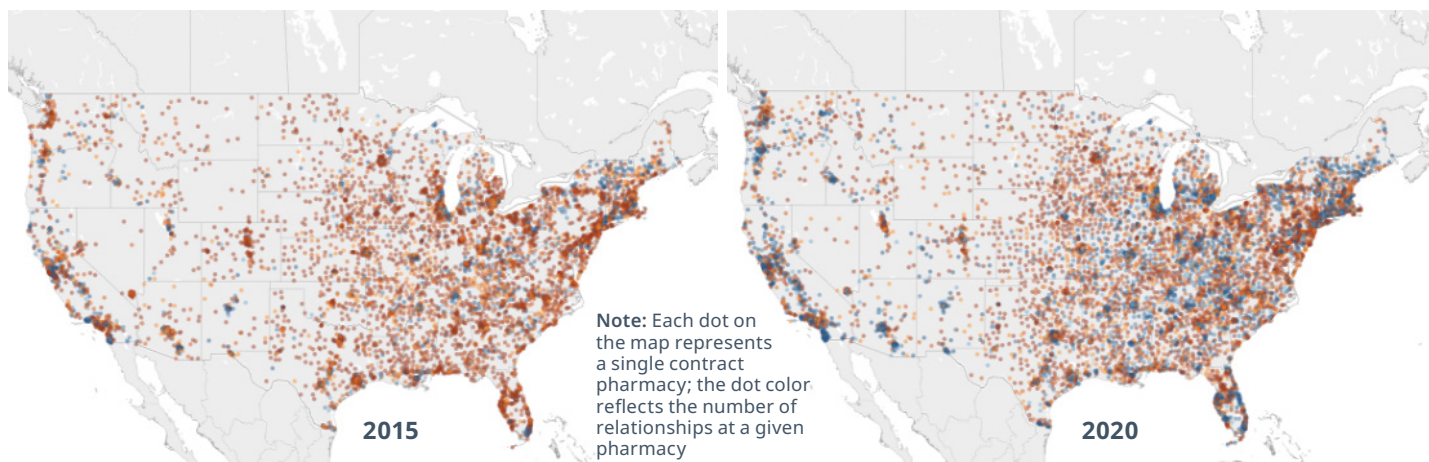 Note: Each dot on
the map represents
a single contract
pharmacy; the dot color
reflects the number of
relationships at a given
pharmacy
2015
2020